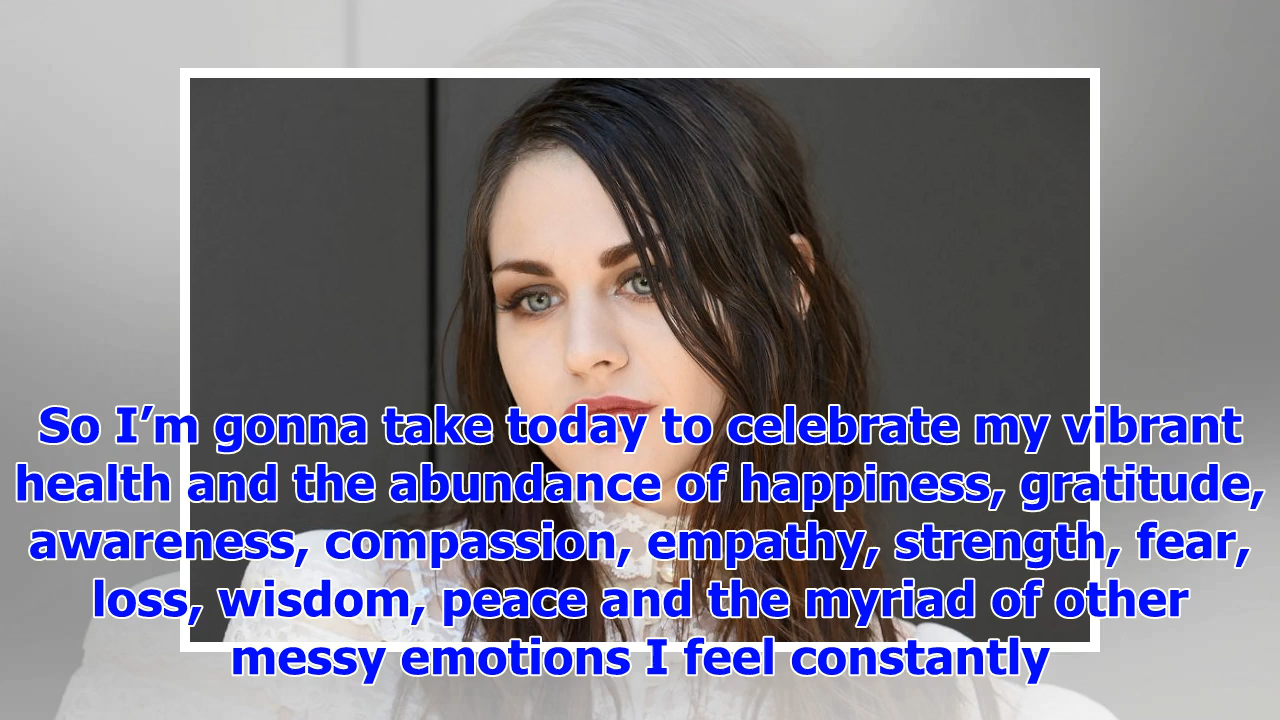 So I’m gonna take today to celebrate my vibrant
health and the abundance of happiness, gratitude,
awareness, compassion, empathy, strength, fear,
loss, wisdom, peace and the myriad of other
messy emotions I feel constantly